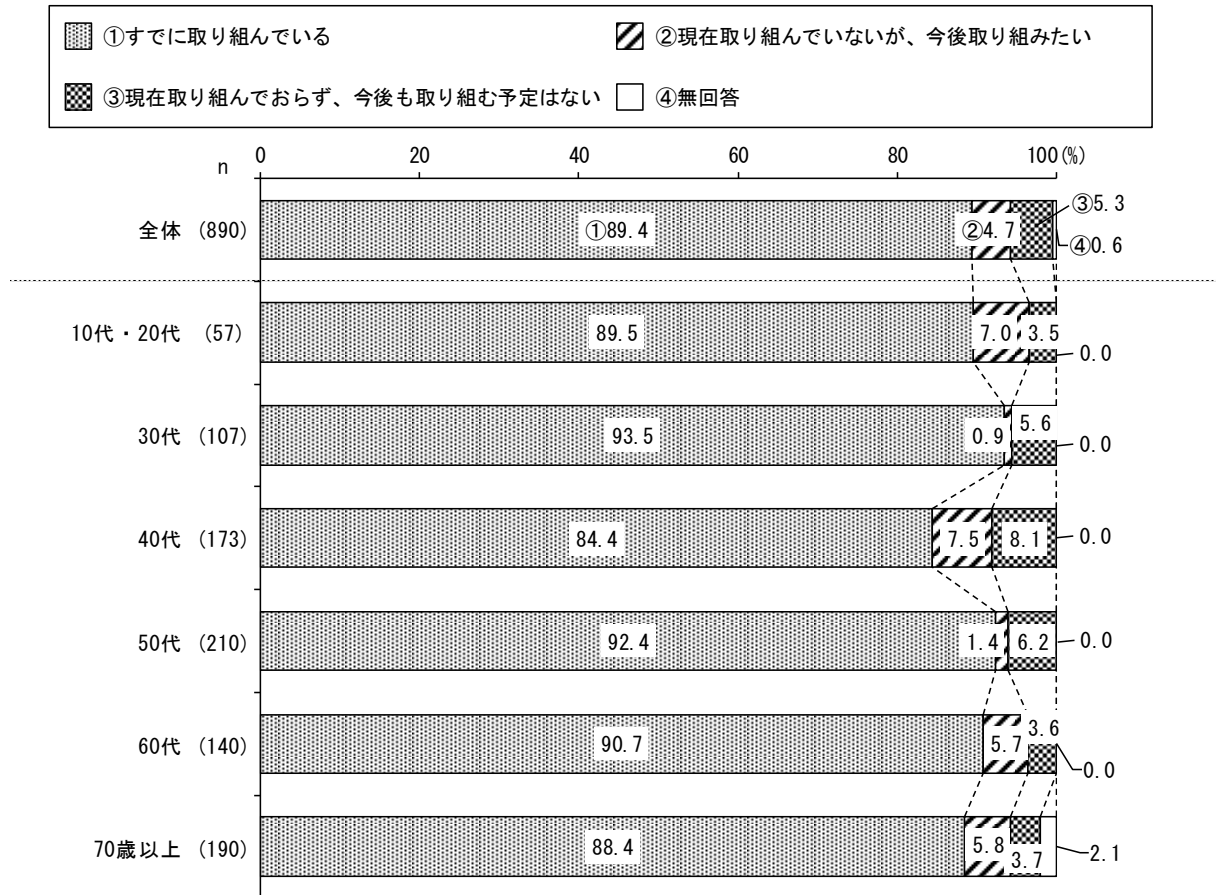 ①すでに取り組んでいる ②現在取り組んでいないが、今後取り組みたい
③現在取り組んでおらず、今後も取り組む予定はない ④無回答
n 0 20 40 60 80 100(%)
全体 (890) ①89.4 ②4.7 ③5.3 ④0.6
10代・20代 (57) 89.5 7.0 3.5 0.0
30代 (107) 93.5 0.9 5.6 0.0
40代 (173) 84.4 7.5 8.1 0.0
50代 (210) 92.4 1.4 6.2 0.0
60代 (140) 90.7 5.7 3.6 0.0
70歳以上 (190) 88.4 5.8 3.7 2.1